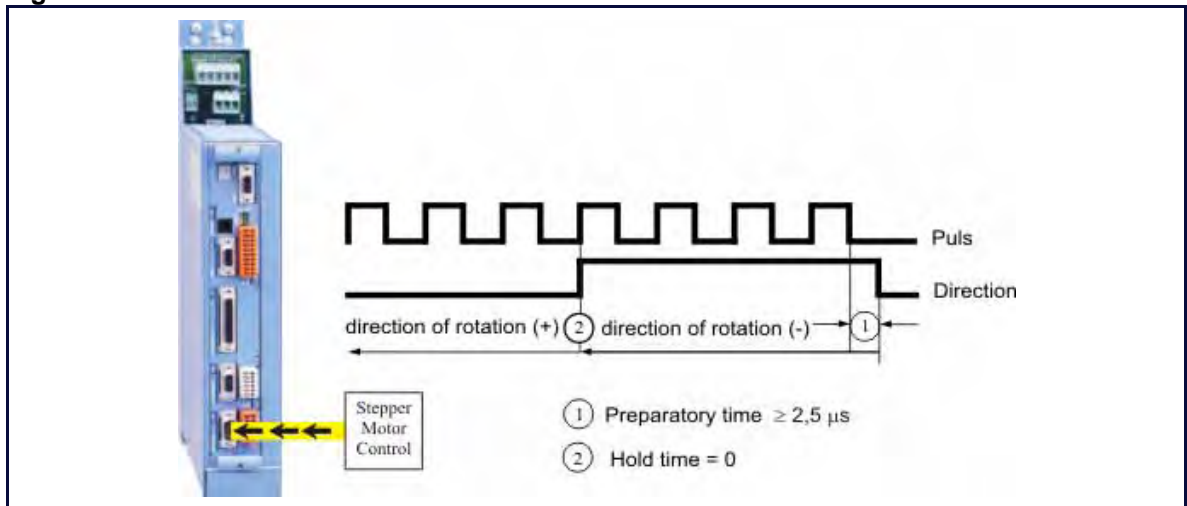 Puls
Direction
direction of rotation (+) 2 direction of rotation (-) 1
Stepper
Motor
Control
1 Preparatory time ≥ 2,5 μs
2 Hold time = 0